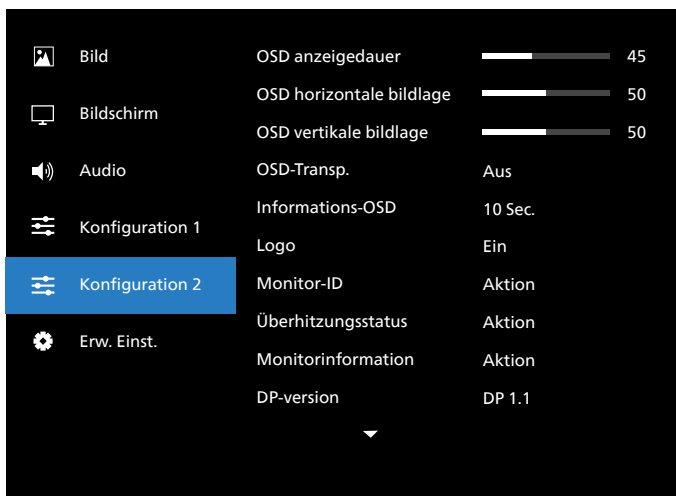 Bild
Bildschirm
Audio
Konfiguration 1
Konfiguration 2
Erw. Einst.
OSD anzeigedauer 45
OSD horizontale bildlage 50
OSD vertikale bildlage 50
OSD-Transp. Aus
Informations-OSD 10 Sec.
Logo Ein
Monitor-ID Aktion
Überhitzungsstatus Aktion
Monitorinformation Aktion
DP-version DP 1.1